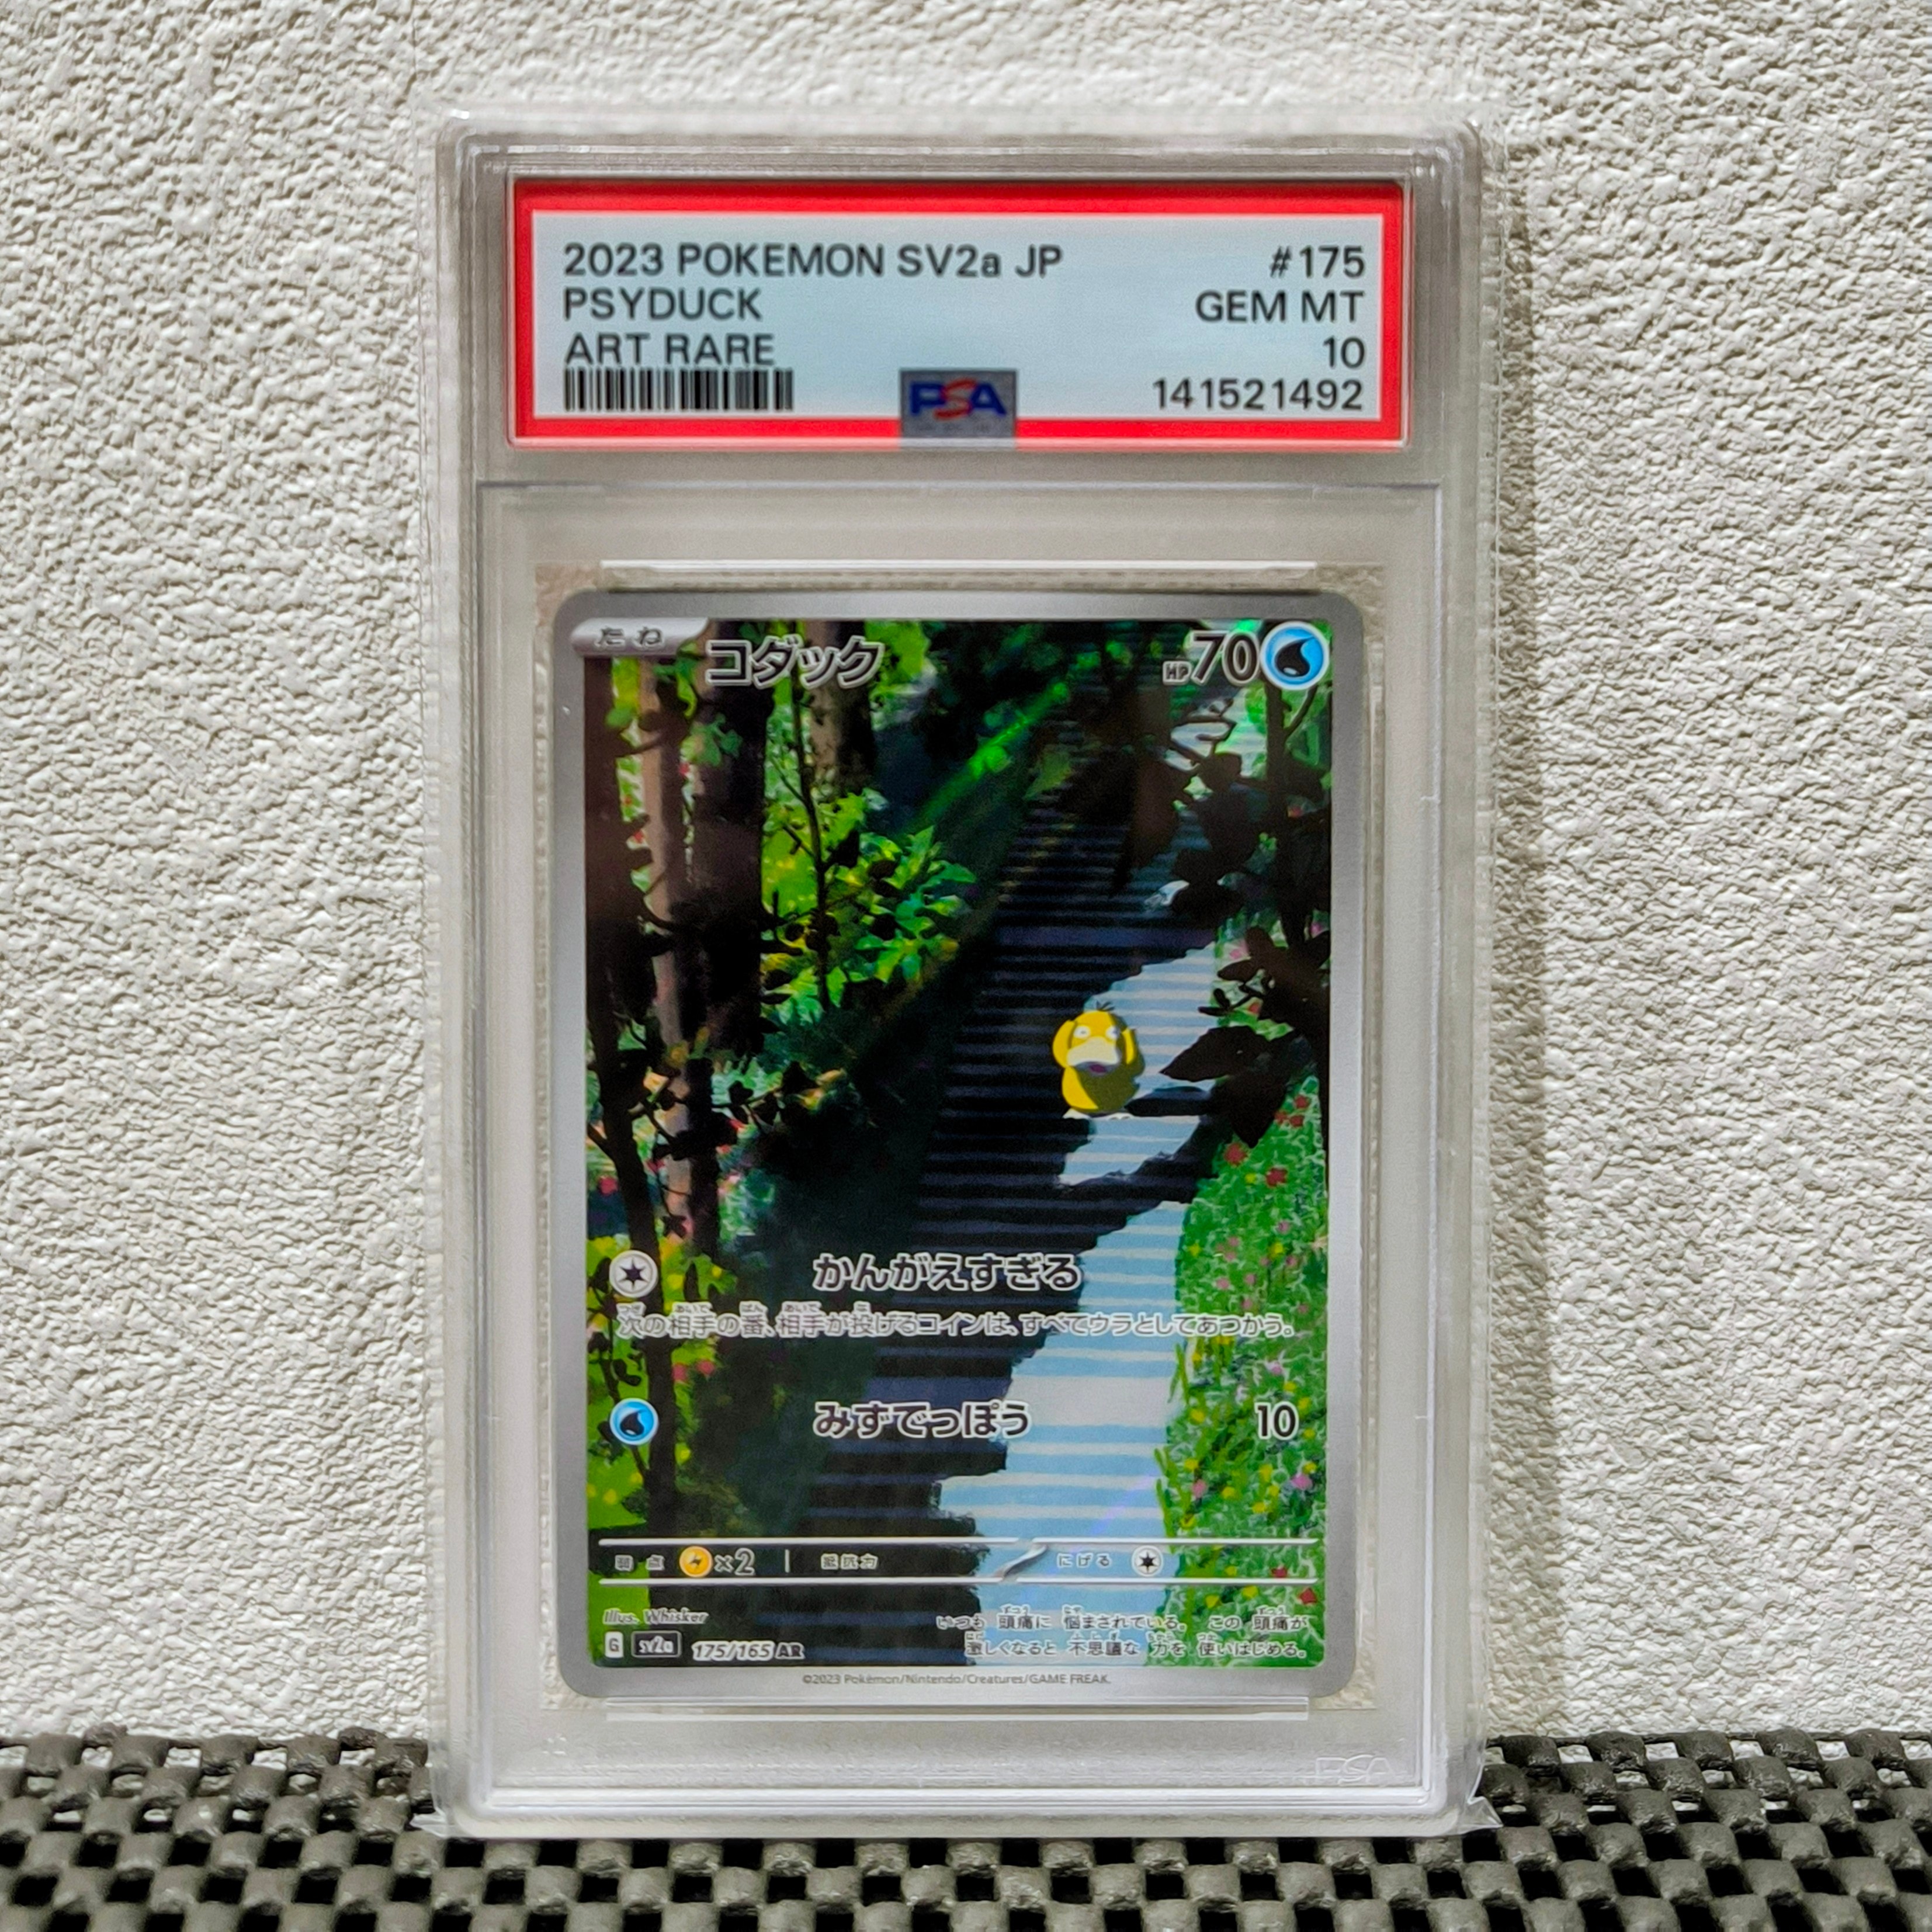 2023 POKEMON SV2a JP #175
PSYDUCK GEM MT
ART RARE 10
PSA 141521492
たね コダック HP70
かんがえすぎる
次の相手の番、相手が投げるコインは、すべてウラとしてあつかう。
みずでっぽう 10
弱点 ×2 抵抗力 にげる
Illus. Whisker
いつも 頭痛に 悩まされている。 この 頭痛が
激しくなると 不思議な 力を 使いはじめる。
G sv2a 175/165 AR
©2023 Pokémon/Nintendo/Creatures/GAME FREAK.
PSA